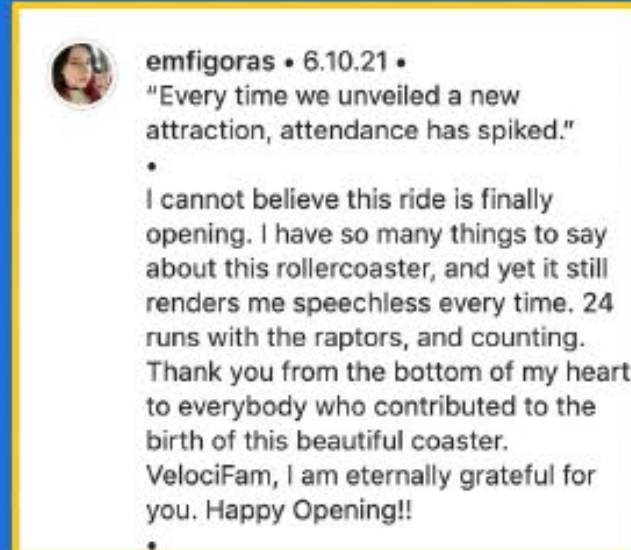 emfigoras • 6.10.21 •
“Every time we unveiled a new
attraction, attendance has spiked.”
•
I cannot believe this ride is finally
opening. I have so many things to say
about this rollercoaster, and yet it still
renders me speechless every time. 24
runs with the raptors, and counting.
Thank you from the bottom of my heart
to everybody who contributed to the
birth of this beautiful coaster.
VelociFam, I am eternally grateful for
you. Happy Opening!!
•